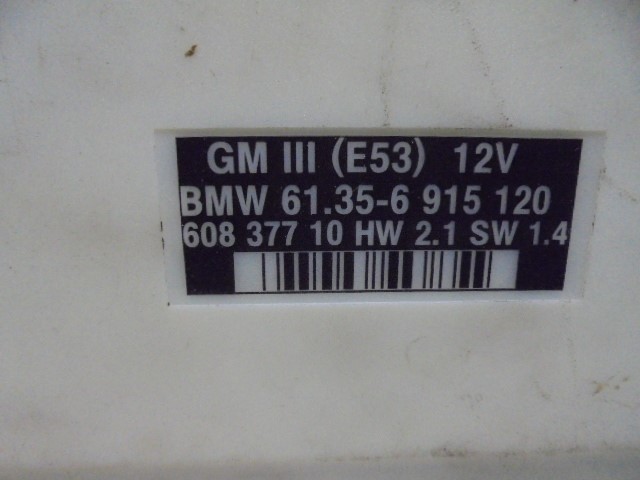 GM III (E53) 12V
BMW 61.35-6 915 120
608 377 10 HW 2.1 SW 1.4